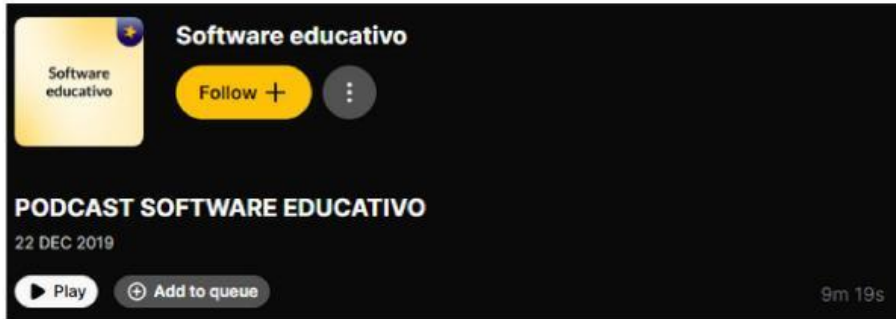 Software
educativo
Software educativo
Follow +
PODCAST SOFTWARE EDUCATIVO
22 DEC 2019
Play
Add to queue
9m 19s